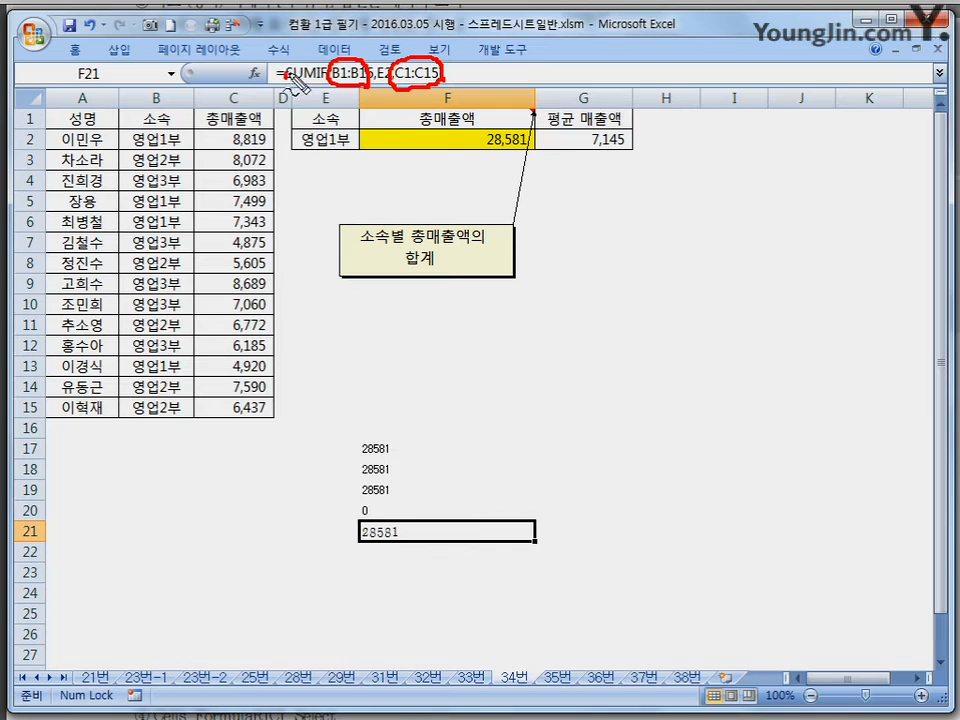 컴활 1급 필기 - 2016.03.05 시행 - 스프레드시트일반.xlsm - Microsoft Excel
YoungJin.com Y.
홈 삽입 페이지 레이아웃 수식 데이터 검토 보기 개발 도구
F21 fx =SUMIF(B1:B15,E2,C1:C15)
A B C D E F G H I J K
1 성명 소속 총매출액 소속 총매출액 평균 매출액
2 이민우 영업1부 8,819 영업1부 28,581 7,145
3 차소라 영업2부 8,072
4 진희경 영업3부 6,983
5 장용 영업1부 7,499
6 최병철 영업1부 7,343
7 김철수 영업3부 4,875
8 정진수 영업2부 5,605
9 고희수 영업3부 8,689
10 조민희 영업3부 7,060
11 추소영 영업2부 6,772
12 홍수아 영업3부 6,185
13 이경식 영업1부 4,920
14 유동근 영업2부 7,590
15 이혁재 영업2부 6,437
소속별 총매출액의
합계
16
17 28581
18 28581
19 28581
20 0
21 28581
22
23
24
25
26
27
21번 23번-1 23번-2 25번 28번 29번 31번 32번 33번 34번 35번 36번 37번 38번
준비 Num Lock 100%
④ Cells. Formular(C). Select